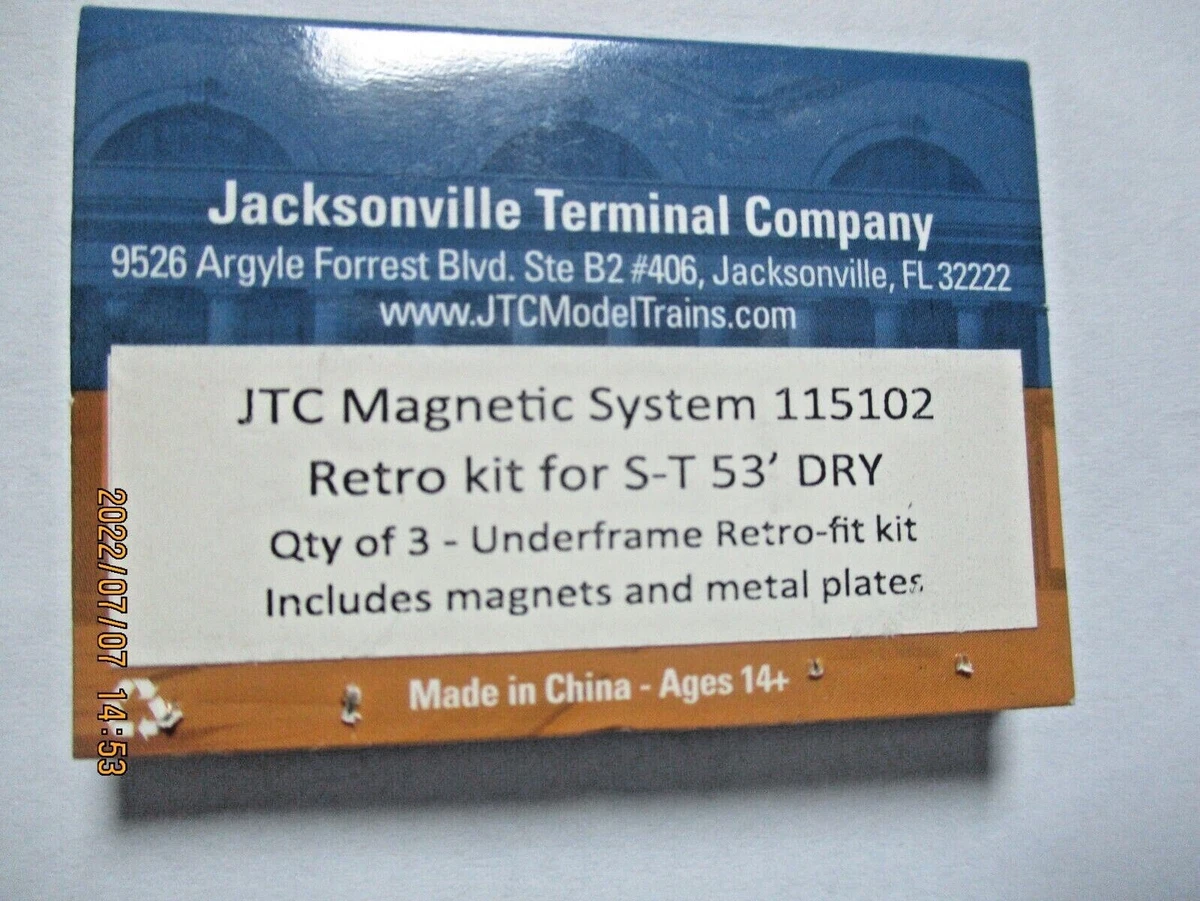 Jacksonville Terminal Company
9526 Argyle Forrest Blvd. Ste B2 #406, Jacksonville, FL 32222
www.JTCModelTrains.com
JTC Magnetic System 115102
Retro kit for S-T 53’ DRY
Qty of 3 - Underframe Retro-fit kit
Includes magnets and metal plates.
Made in China - Ages 14+
2022/07/07 14:53